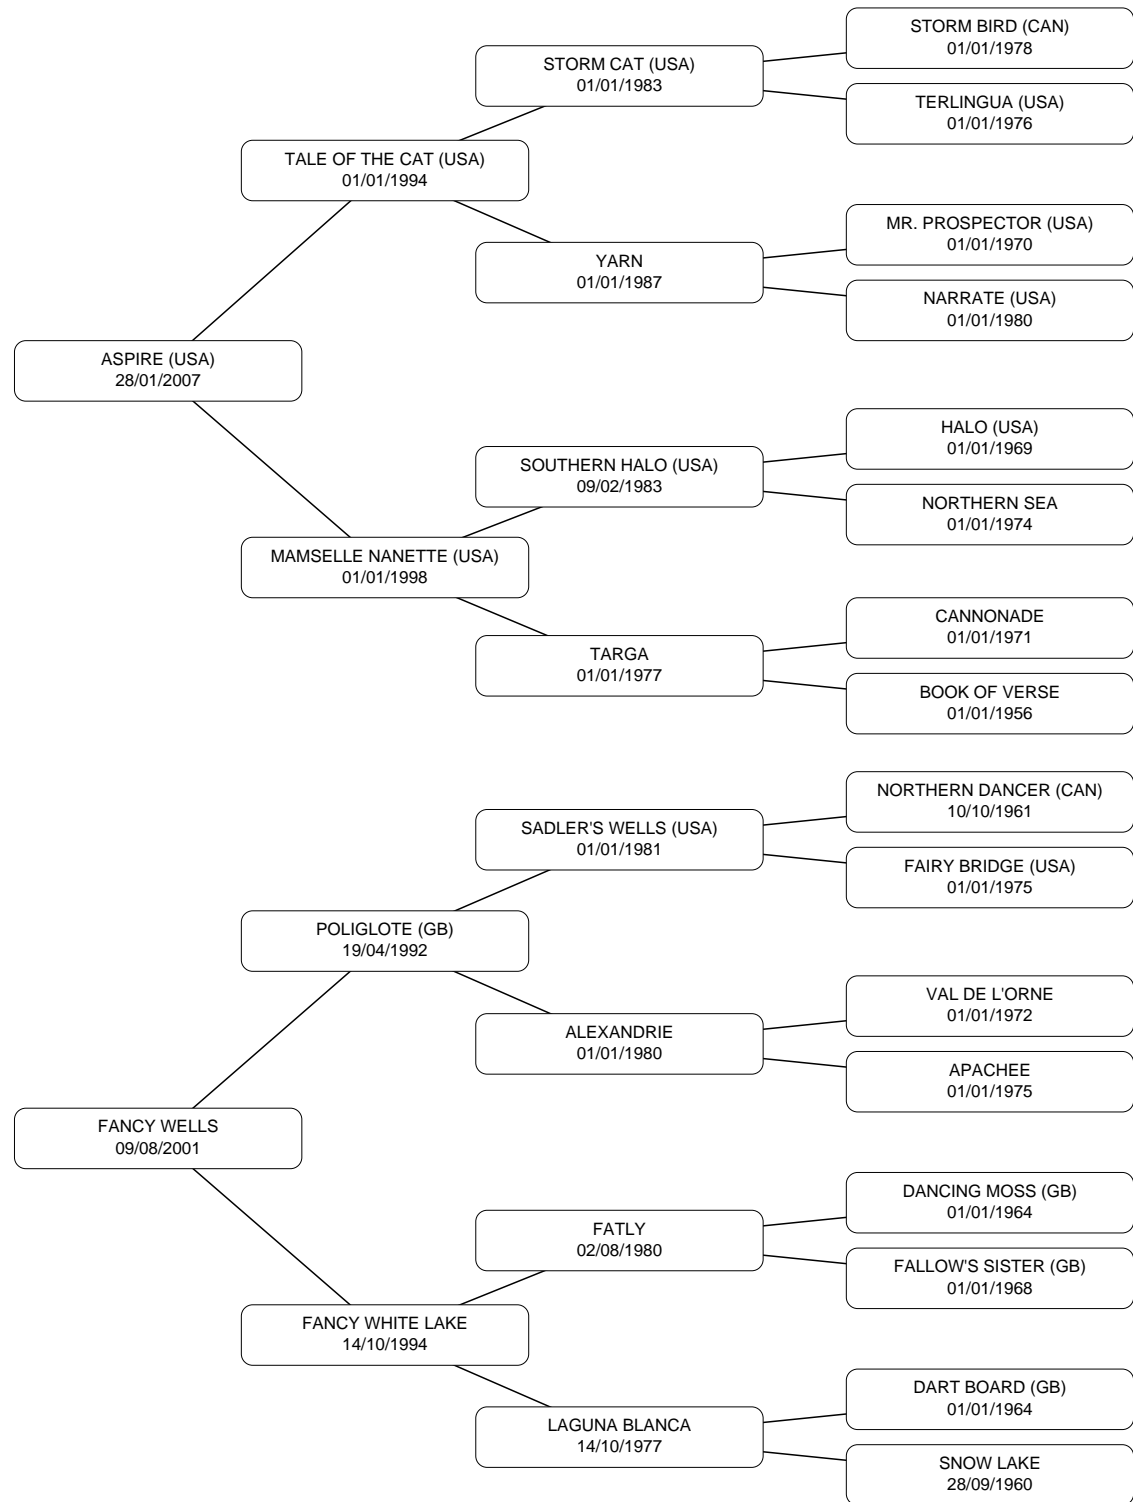 STORM BIRD (CAN)
01/01/1978
STORM CAT (USA)
01/01/1983
TERLINGUA (USA)
01/01/1976
TALE OF THE CAT (USA)
01/01/1994
MR. PROSPECTOR (USA)
01/01/1970
YARN
01/01/1987
NARRATE (USA)
01/01/1980
ASPIRE (USA)
28/01/2007
HALO (USA)
01/01/1969
SOUTHERN HALO (USA)
09/02/1983
NORTHERN SEA
01/01/1974
MAMSELLE NANETTE (USA)
01/01/1998
CANNONADE
01/01/1971
TARGA
01/01/1977
BOOK OF VERSE
01/01/1956
NORTHERN DANCER (CAN)
10/10/1961
SADLER'S WELLS (USA)
01/01/1981
FAIRY BRIDGE (USA)
01/01/1975
POLIGLOTE (GB)
19/04/1992
VAL DE L'ORNE
01/01/1972
ALEXANDRIE
01/01/1980
APACHEE
01/01/1975
FANCY WELLS
09/08/2001
DANCING MOSS (GB)
01/01/1964
FATLY
02/08/1980
FALLOW'S SISTER (GB)
01/01/1968
FANCY WHITE LAKE
14/10/1994
DART BOARD (GB)
01/01/1964
LAGUNA BLANCA
14/10/1977
SNOW LAKE
28/09/1960